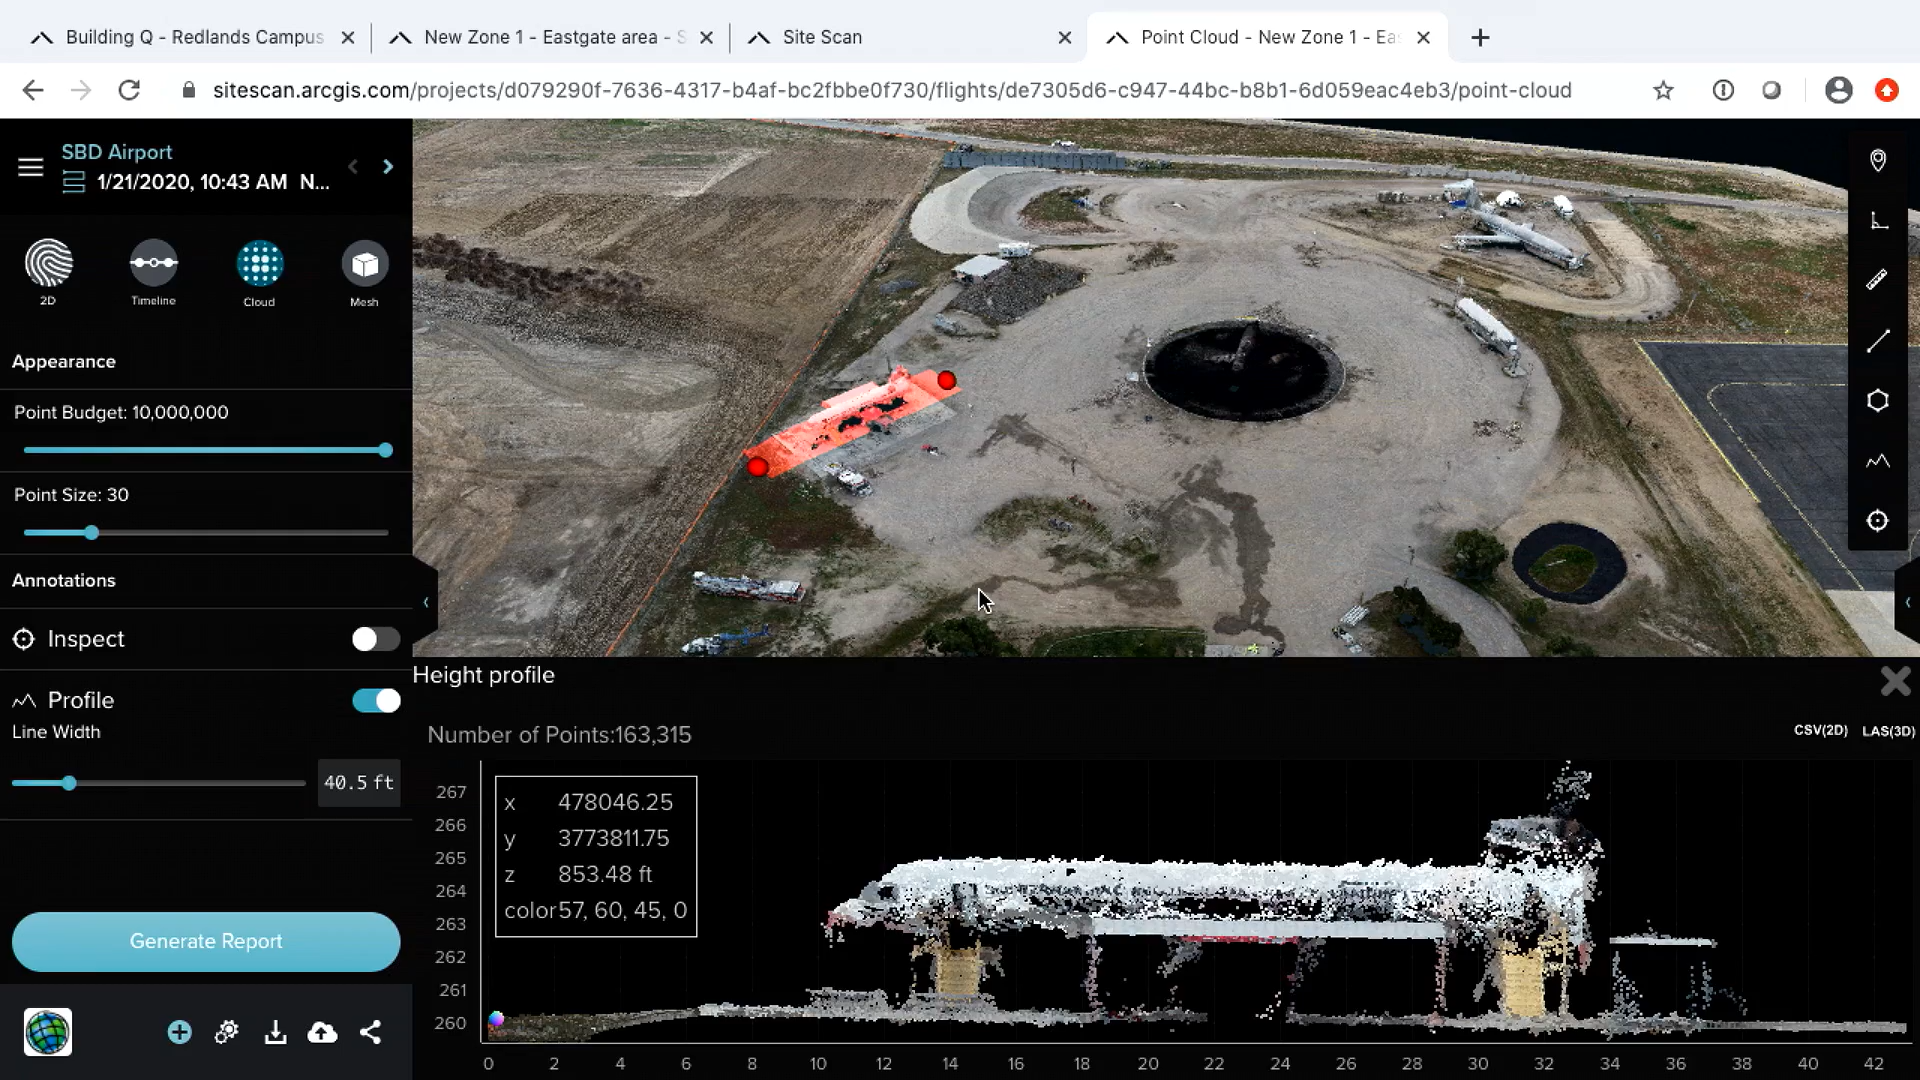 Building Q - Redlands Campus
New Zone 1 - Eastgate area - S
Site Scan
Point Cloud - New Zone 1 - Eas
sitescan.arcgis.com/projects/d079290f-7636-4317-b4af-bc2fbbe0f730/flights/de7305d6-c947-44bc-b8b1-6d059eac4eb3/point-cloud
SBD Airport
1/21/2020, 10:43 AM N...
2D
Timeline
Cloud
Mesh
Appearance
Point Budget: 10,000,000
Point Size: 30
Annotations
Inspect
Profile
Line Width
40.5 ft
Generate Report
Height profile
Number of Points:163,315
CSV(2D) LAS(3D)
x 478046.25
y 3773811.75
z 853.48 ft
color57, 60, 45, 0
267
266
265
264
263
262
261
260
0 2 4 6 8 10 12 14 16 18 20 22 24 26 28 30 32 34 36 38 40 42